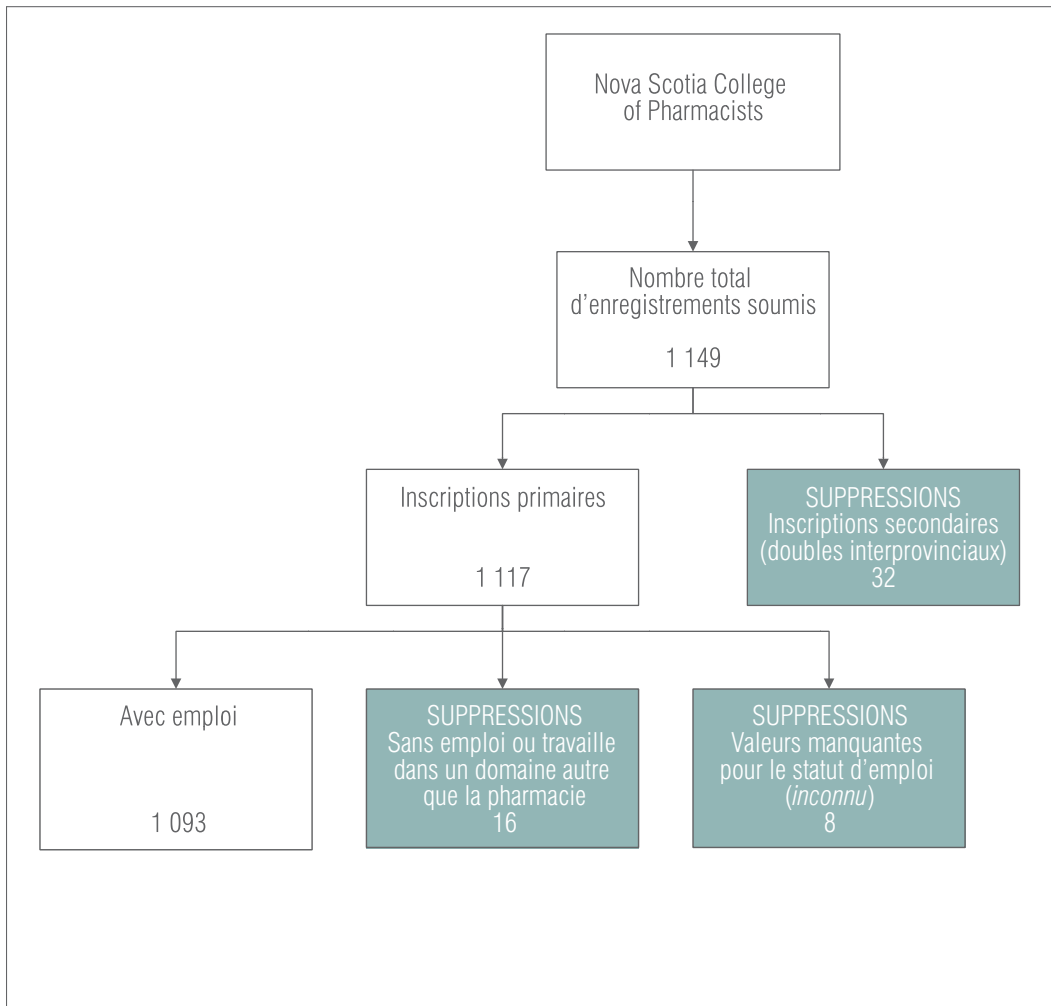 Nova Scotia College
of Pharmacists
Nombre total
d’enregistrements soumis
1 149
Inscriptions primaires
1 117
SUPPRESSIONS
Inscriptions secondaires
(doubles interprovinciaux)
32
Avec emploi
1 093
SUPPRESSIONS
Sans emploi ou travaille
dans un domaine autre
que la pharmacie
16
SUPPRESSIONS
Valeurs manquantes
pour le statut d’emploi
(inconnu)
8